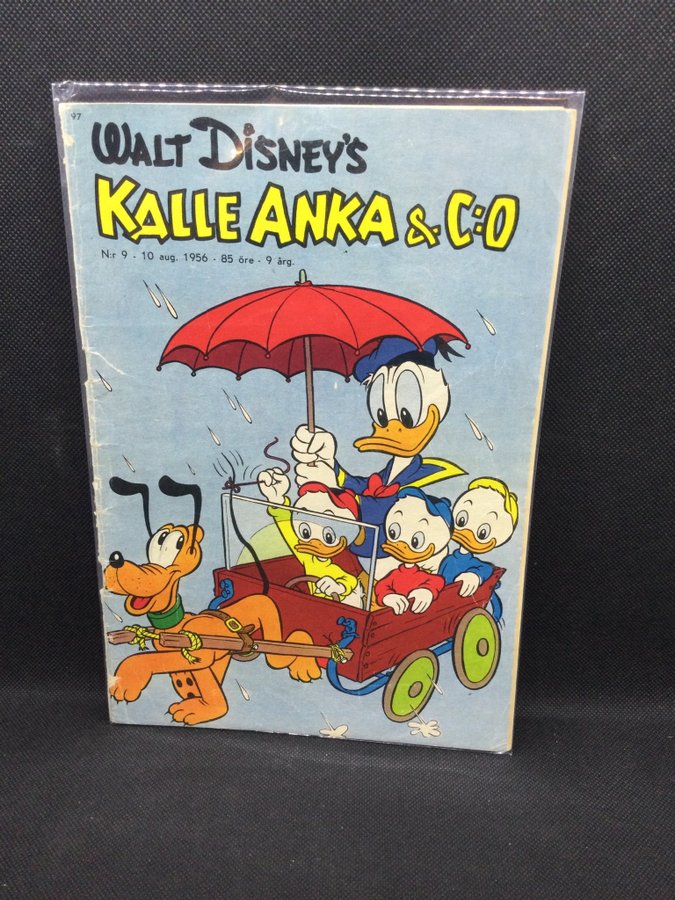 97
WALT DISNEY'S
KALLE ANKA & C:O
N:r 9 - 10 aug. 1956 - 85 öre - 9 årg.